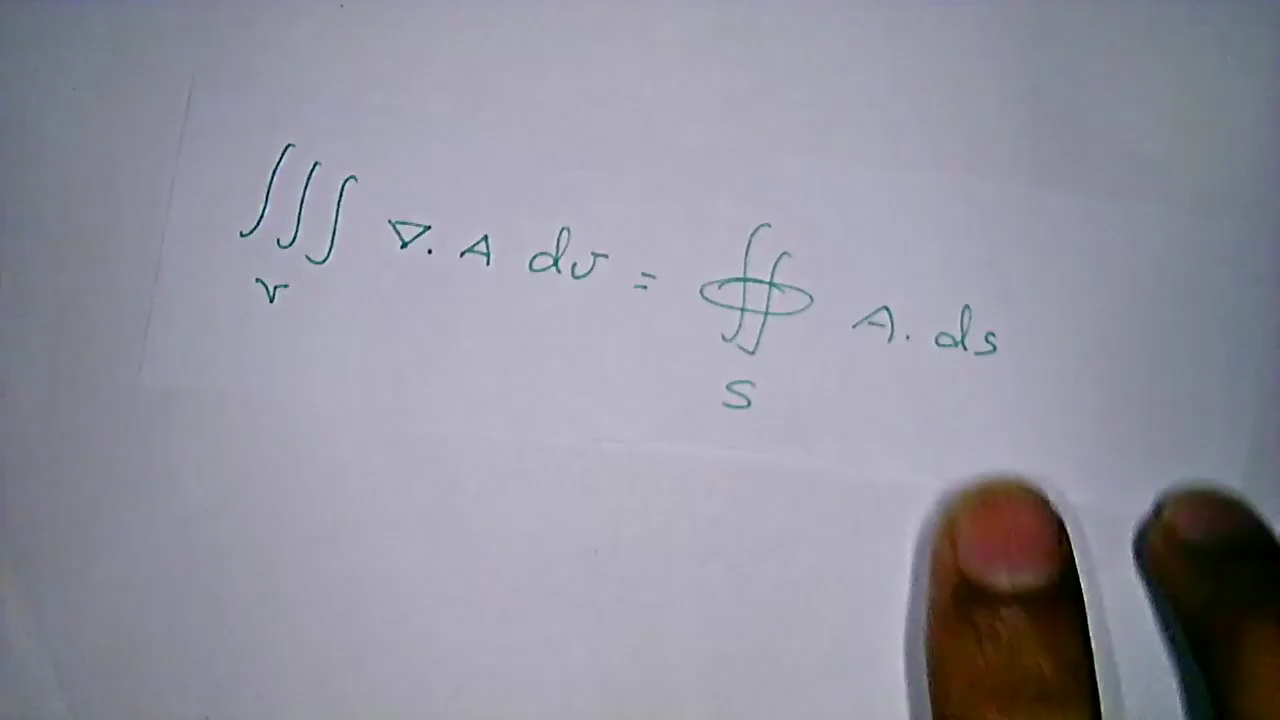 ∭ ∇. A dv = ∯ A. ds
v S